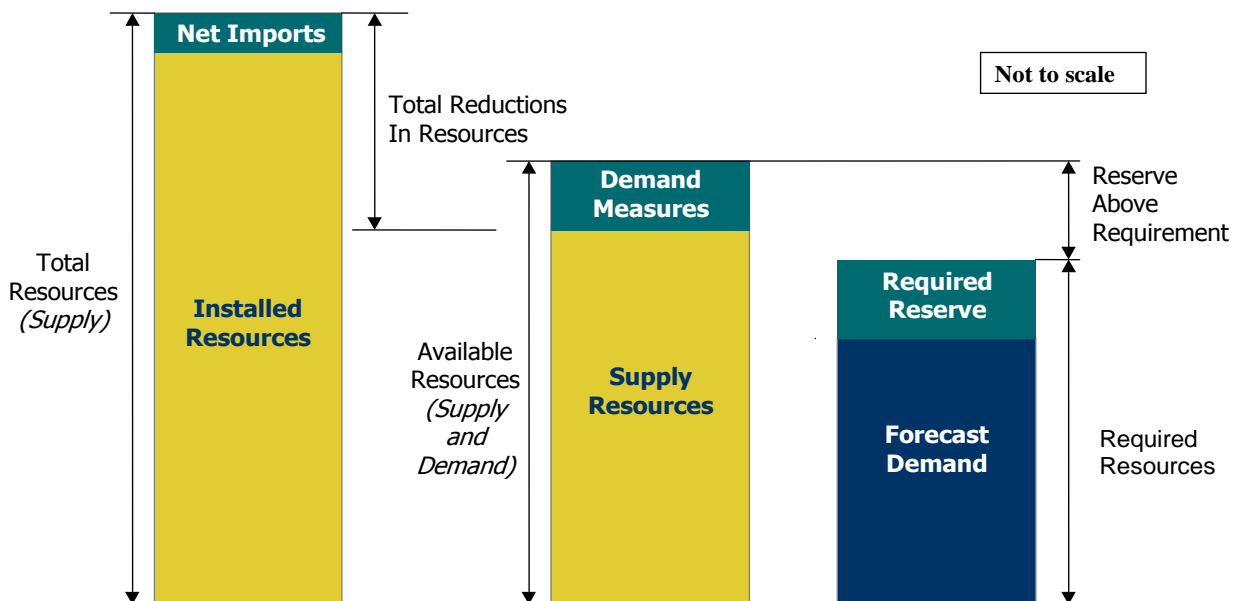 Net Imports
Not to scale
Total Reductions
In Resources
Demand
Measures
Reserve
Above
Requirement
Total
Resources
(Supply)
Installed
Resources
Required
Reserve
Available
Resources
(Supply
and
Demand)
Supply
Resources
Forecast
Demand
Required
Resources